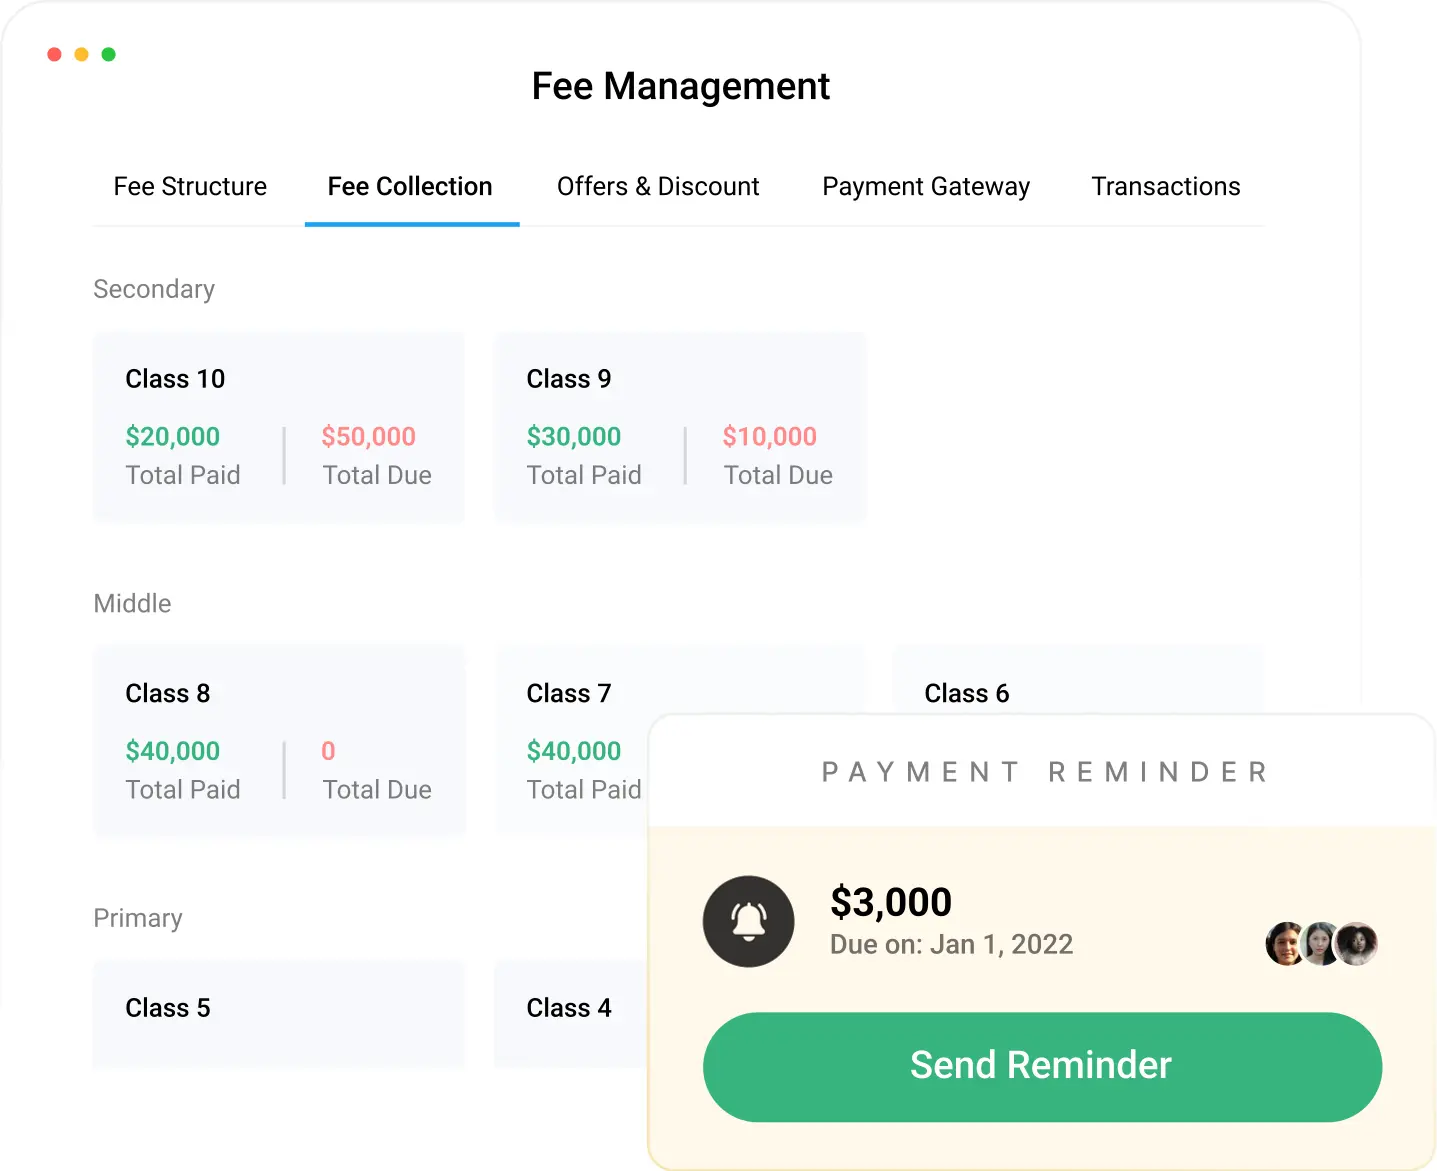 Fee Management
Fee Structure Fee Collection Offers & Discount Payment Gateway Transactions
Secondary
Class 10 Class 9
$20,000 $50,000 $30,000 $10,000
Total Paid Total Due Total Paid Total Due
Middle
Class 8 Class 7 Class 6
$40,000 0 $40,000
Total Paid Total Due Total Paid
Primary
Class 5 Class 4
PAYMENT REMINDER
$3,000
Due on: Jan 1, 2022
Send Reminder